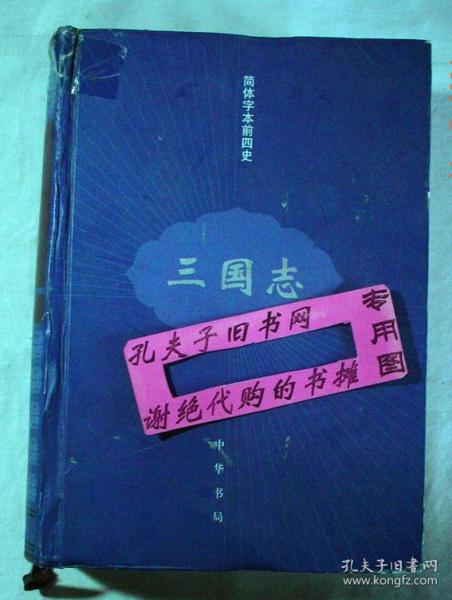 简体字本前四史
三国志
孔夫子旧书网
专用图
谢绝代购的书摊
中华书局
孔夫子旧书网
www.kongfz.com